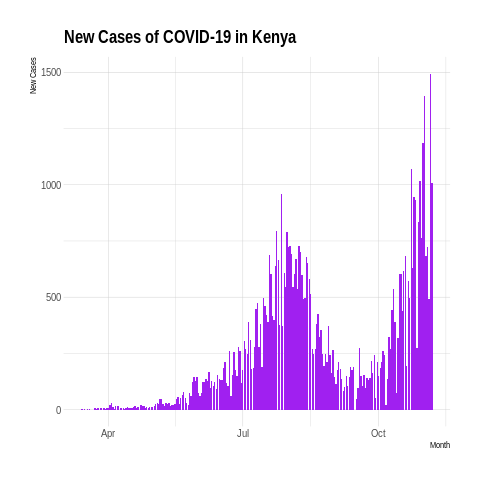 New Cases of COVID-19 in Kenya
New Cases
1500
1000
500
0
Apr
Jul
Oct
Month